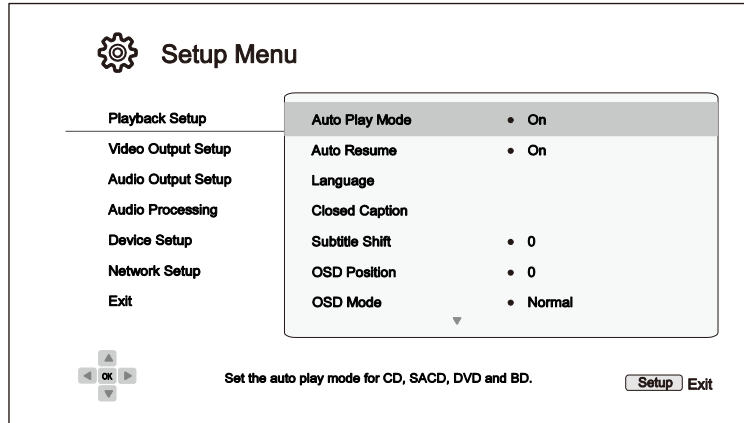 Setup Menu
Playback Setup
Video Output Setup
Audio Output Setup
Audio Processing
Device Setup
Network Setup
Exit
Auto Play Mode • On
Auto Resume • On
Language
Closed Caption
Subtitle Shift • 0
OSD Position • 0
OSD Mode • Normal
OK
Set the auto play mode for CD, SACD, DVD and BD.
Setup Exit